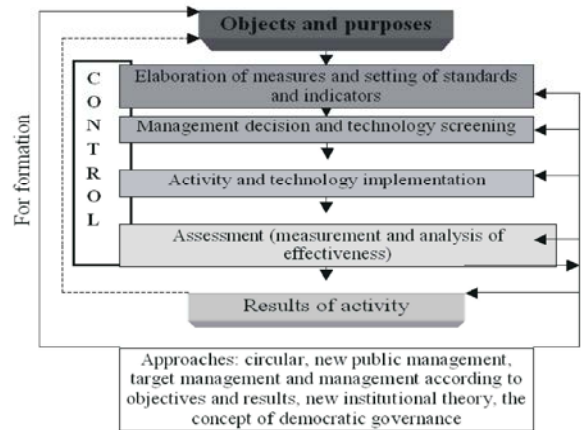 Objects and purposes
CONTROL
Elaboration of measures and setting of standards
and indicators
Management decision and technology screening
Activity and technology implementation
Assessment (measurement and analysis of
effectiveness)
Results of activity
For formation
Approaches: circular, new public management,
target management and management according to
objectives and results, new institutional theory, the
concept of democratic governance